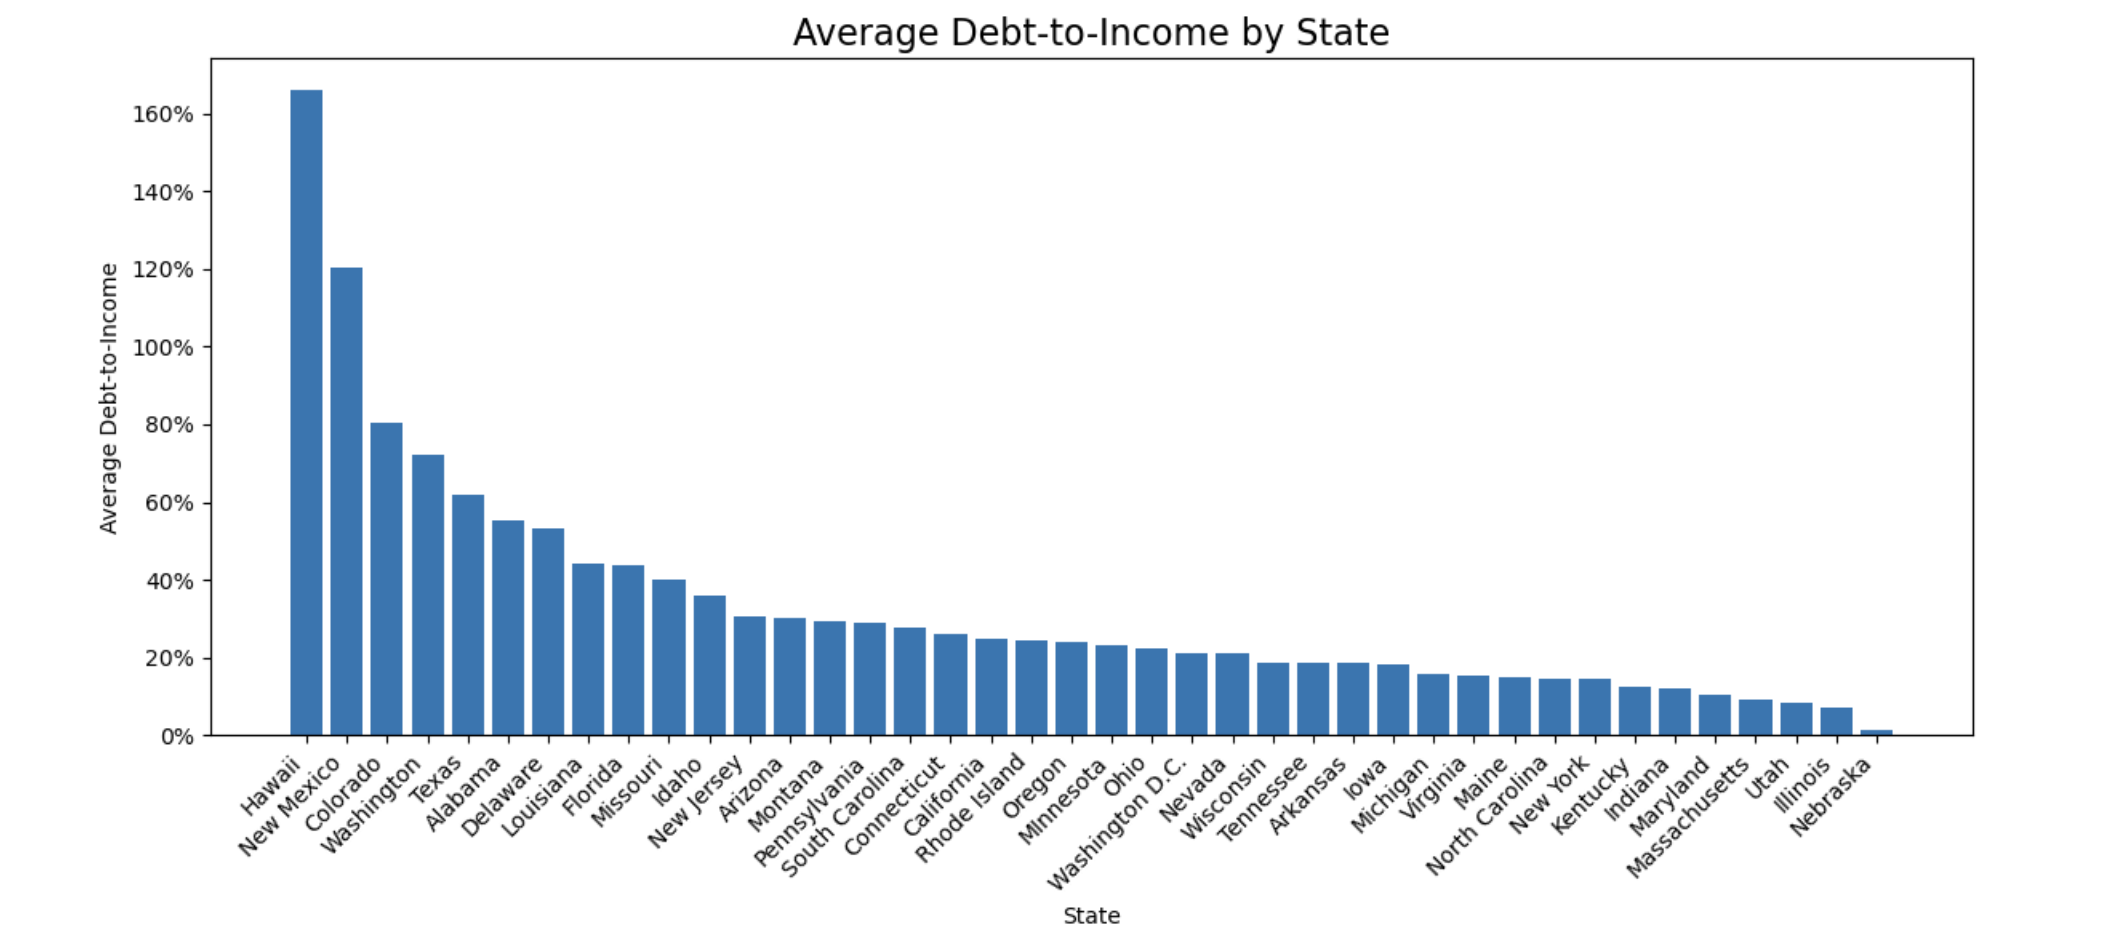 Average Debt-to-Income by State
Average Debt-to-Income
160%
140%
120%
100%
80%
60%
40%
20%
0%
Hawaii
New Mexico
Colorado
Washington
Texas
Alabama
Delaware
Louisiana
Florida
Missouri
Idaho
New Jersey
Arizona
Montana
Pennsylvania
South Carolina
Connecticut
California
Rhode Island
Oregon
MInnesota
Ohio
Washington D.C.
Nevada
Wisconsin
Tennessee
Arkansas
Iowa
Michigan
Virginia
Maine
North Carolina
New York
Kentucky
Indiana
Maryland
Massachusetts
Utah
Illinois
Nebraska
State